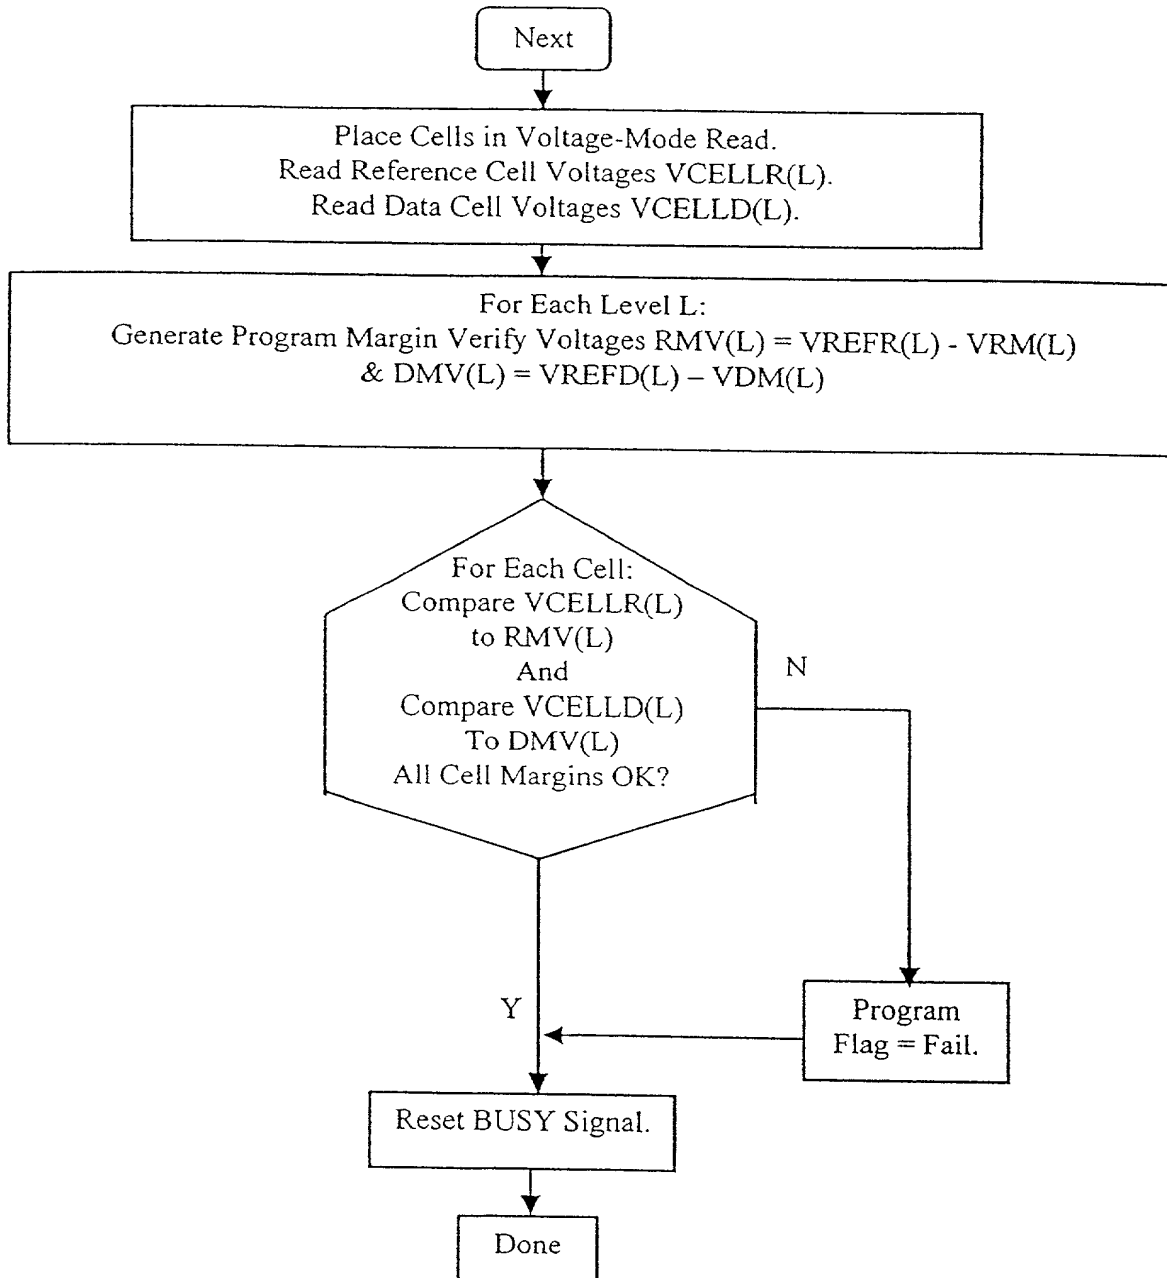 Next
Place Cells in Voltage-Mode Read.
Read Reference Cell Voltages VCELLR(L).
Read Data Cell Voltages VCELLD(L).
For Each Level L:
Generate Program Margin Verify Voltages RMV(L) = VREFR(L) - VRM(L)
& DMV(L) = VREFD(L) – VDM(L)
For Each Cell:
Compare VCELLR(L)
to RMV(L)
And
Compare VCELLD(L)
To DMV(L)
All Cell Margins OK?
N
Y
Program
Flag = Fail.
Reset BUSY Signal.
Done